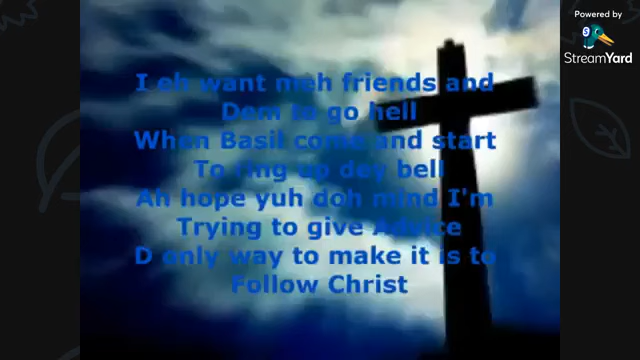 Powered by
StreamYard
I eh want meh friends and
Dem to go hell
When Basil come and start
To ring up dey bell
Ah hope yuh doh mind I'm
Trying to give Advice
D only way to make it is to
Follow Christ